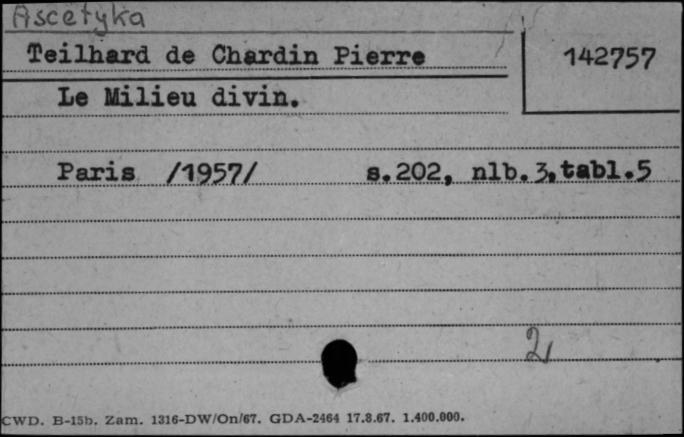 Ascetyka
Teilhard de Chardin Pierre
142757
Le Milieu divin.
Paris /1957/ s.202, nlb.3,tabl.5
2
CWD. B-15b. Zam. 1316-DW/On/67. GDA-2464 17.8.67. 1.400.000.